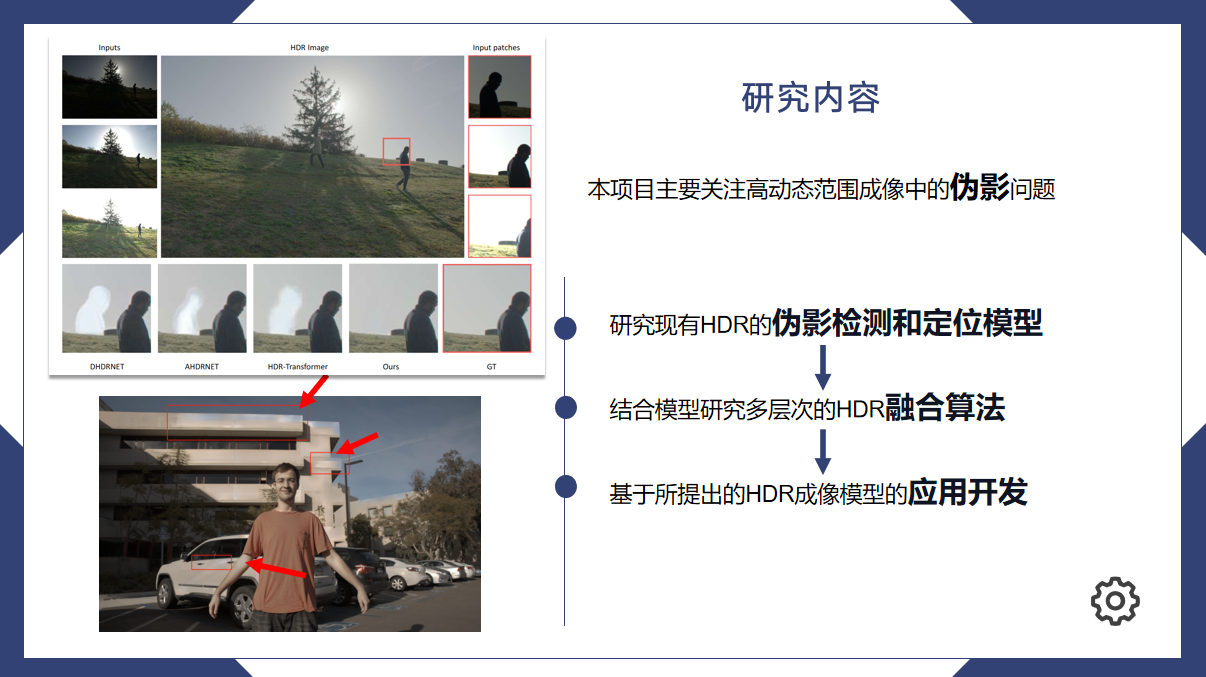 Inputs
HDR Image
Input patches
DHDRNET
AHDRNET
HDR-Transformer
Ours
GT
研究内容
本项目主要关注高动态范围成像中的伪影问题
研究现有HDR的伪影检测和定位模型
结合模型研究多层次的HDR融合算法
基于所提出的HDR成像模型的应用开发